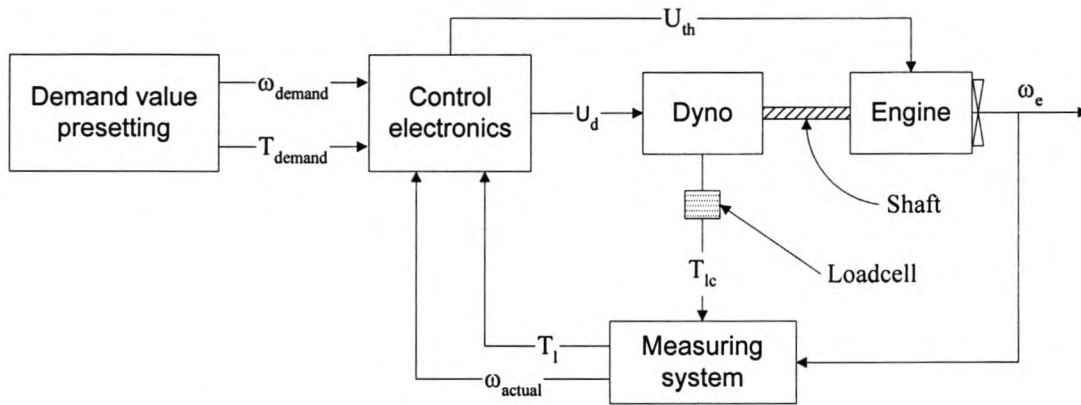 U_th
Demand value
presetting
ω_demand
T_demand
Control
electronics
U_d
Dyno
Engine
ω_e
Shaft
Loadcell
T_lc
Measuring
system
T_l
ω_actual